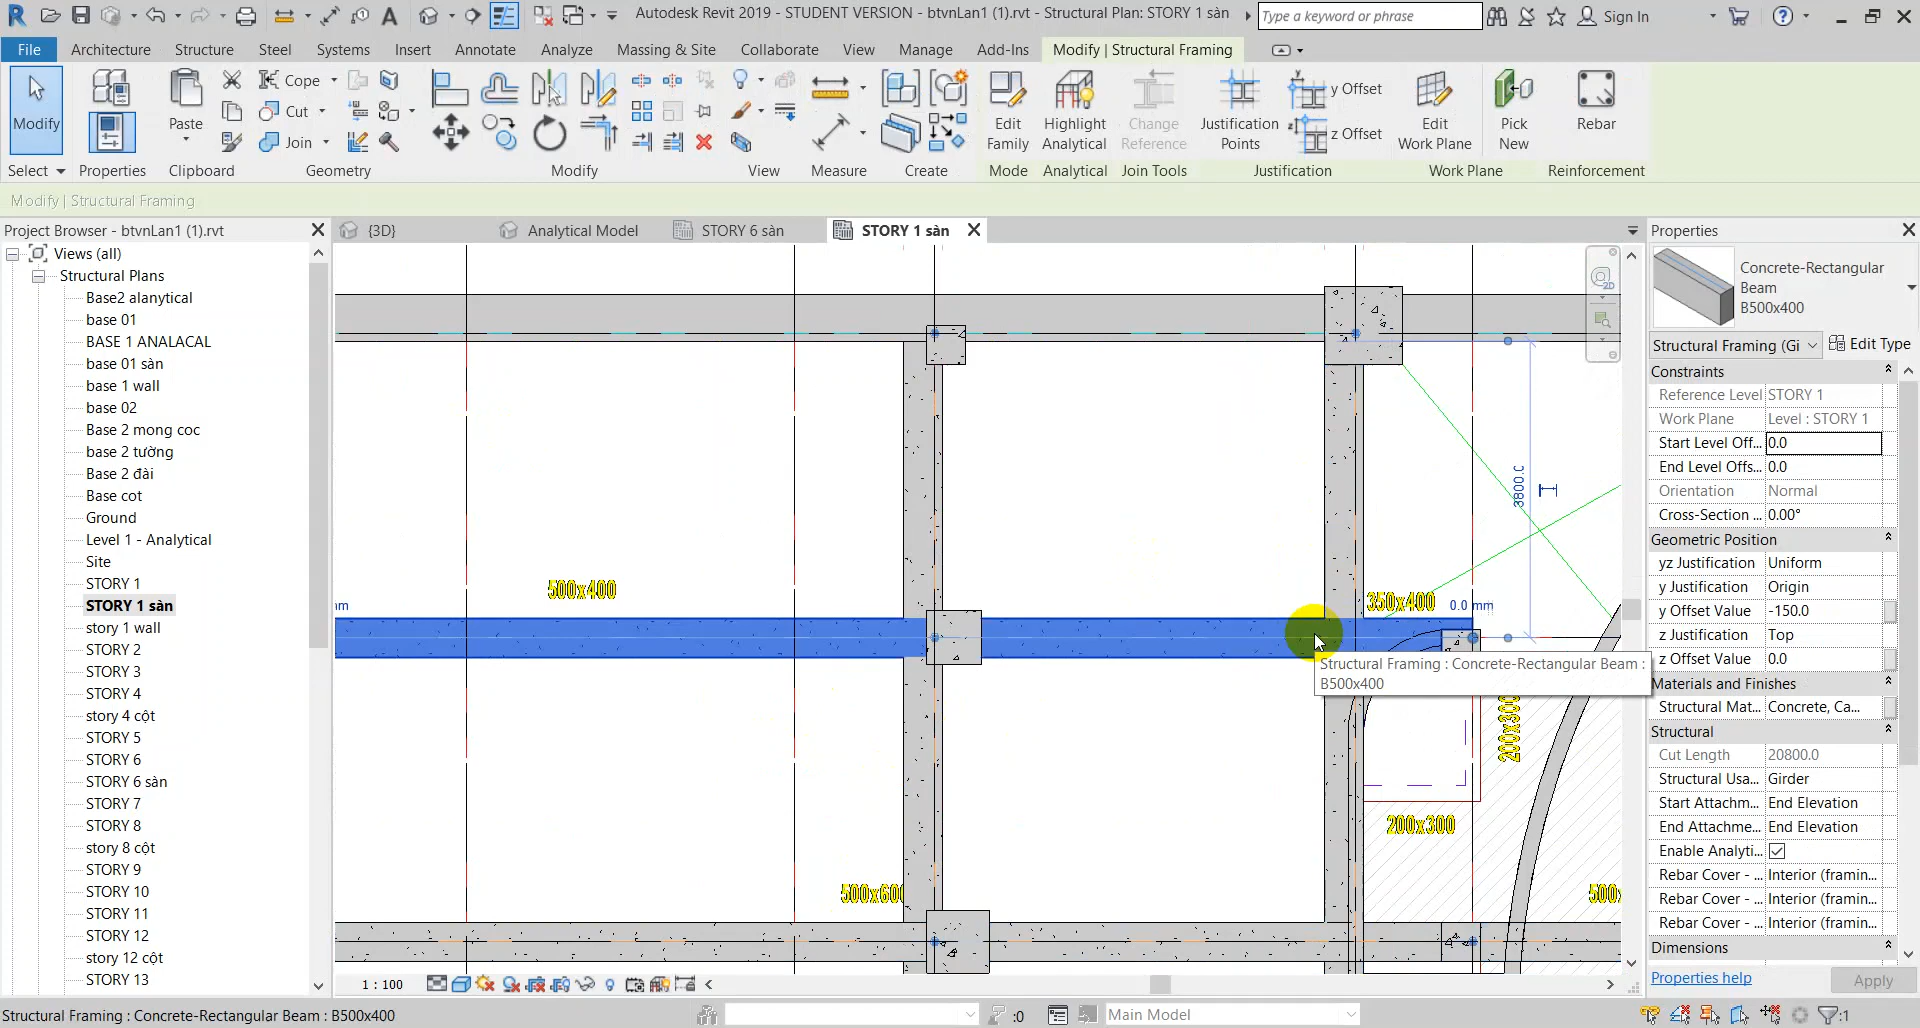 Autodesk Revit 2019 - STUDENT VERSION - btvnLan1 (1).rvt - Structural Plan: STORY 1 sàn
Type a keyword or phrase
Sign In
File
Architecture
Structure
Steel
Systems
Insert
Annotate
Analyze
Massing & Site
Collaborate
View
Manage
Add-Ins
Modify | Structural Framing
Modify
Paste
Cope
Cut
Join
Edit Family
Highlight Analytical
Change Reference
Justification Points
y Offset
z Offset
Edit Work Plane
Pick New
Rebar
Select
Properties
Clipboard
Geometry
Modify
View
Measure
Create
Mode
Analytical
Join Tools
Justification
Work Plane
Reinforcement
Modify | Structural Framing
Project Browser - btvnLan1 (1).rvt
Views (all)
Structural Plans
Base2 alanytical
base 01
BASE 1 ANALACAL
base 01 sàn
base 1 wall
base 02
Base 2 mong coc
base 2 tường
Base 2 đài
Base cot
Ground
Level 1 - Analytical
Site
STORY 1
STORY 1 sàn
story 1 wall
STORY 2
STORY 3
STORY 4
story 4 cột
STORY 5
STORY 6
STORY 6 sàn
STORY 7
STORY 8
story 8 cột
STORY 9
STORY 10
STORY 11
STORY 12
story 12 cột
STORY 13
{3D}
Analytical Model
STORY 6 sàn
STORY 1 sàn
2D
3800.0
500x400
mm
350x400
0.0 mm
Structural Framing : Concrete-Rectangular Beam :
B500x400
200x300
200x300
500x600
500x
1 : 100
Properties
Concrete-Rectangular
Beam
B500x400
Structural Framing (Gi
Edit Type
Constraints
Reference Level STORY 1
Work Plane Level : STORY 1
Start Level Off... 0.0
End Level Offs... 0.0
Orientation Normal
Cross-Section ... 0.00°
Geometric Position
yz Justification Uniform
y Justification Origin
y Offset Value -150.0
z Justification Top
z Offset Value 0.0
Materials and Finishes
Structural Mat... Concrete, Ca...
Structural
Cut Length 20800.0
Structural Usa... Girder
Start Attachm... End Elevation
End Attachme... End Elevation
Enable Analyti...
Rebar Cover - ... Interior (framin...
Rebar Cover - ... Interior (framin...
Rebar Cover - ... Interior (framin...
Dimensions
Properties help
Apply
Structural Framing : Concrete-Rectangular Beam : B500x400
:0
Main Model
:1